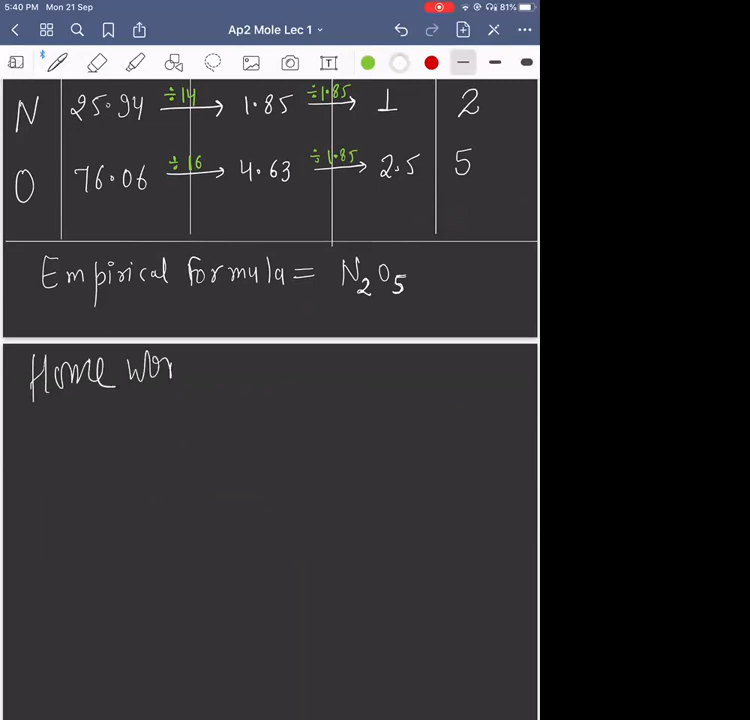 5:40 PM Mon 21 Sep 81%
Ap2 Mole Lec 1
T
N 25.94 ÷14 1.85 ÷1.85 1 2
O 76.06 ÷16 4.63 ÷1.85 2.5 5
Empirical formula = N₂O₅
Home wor